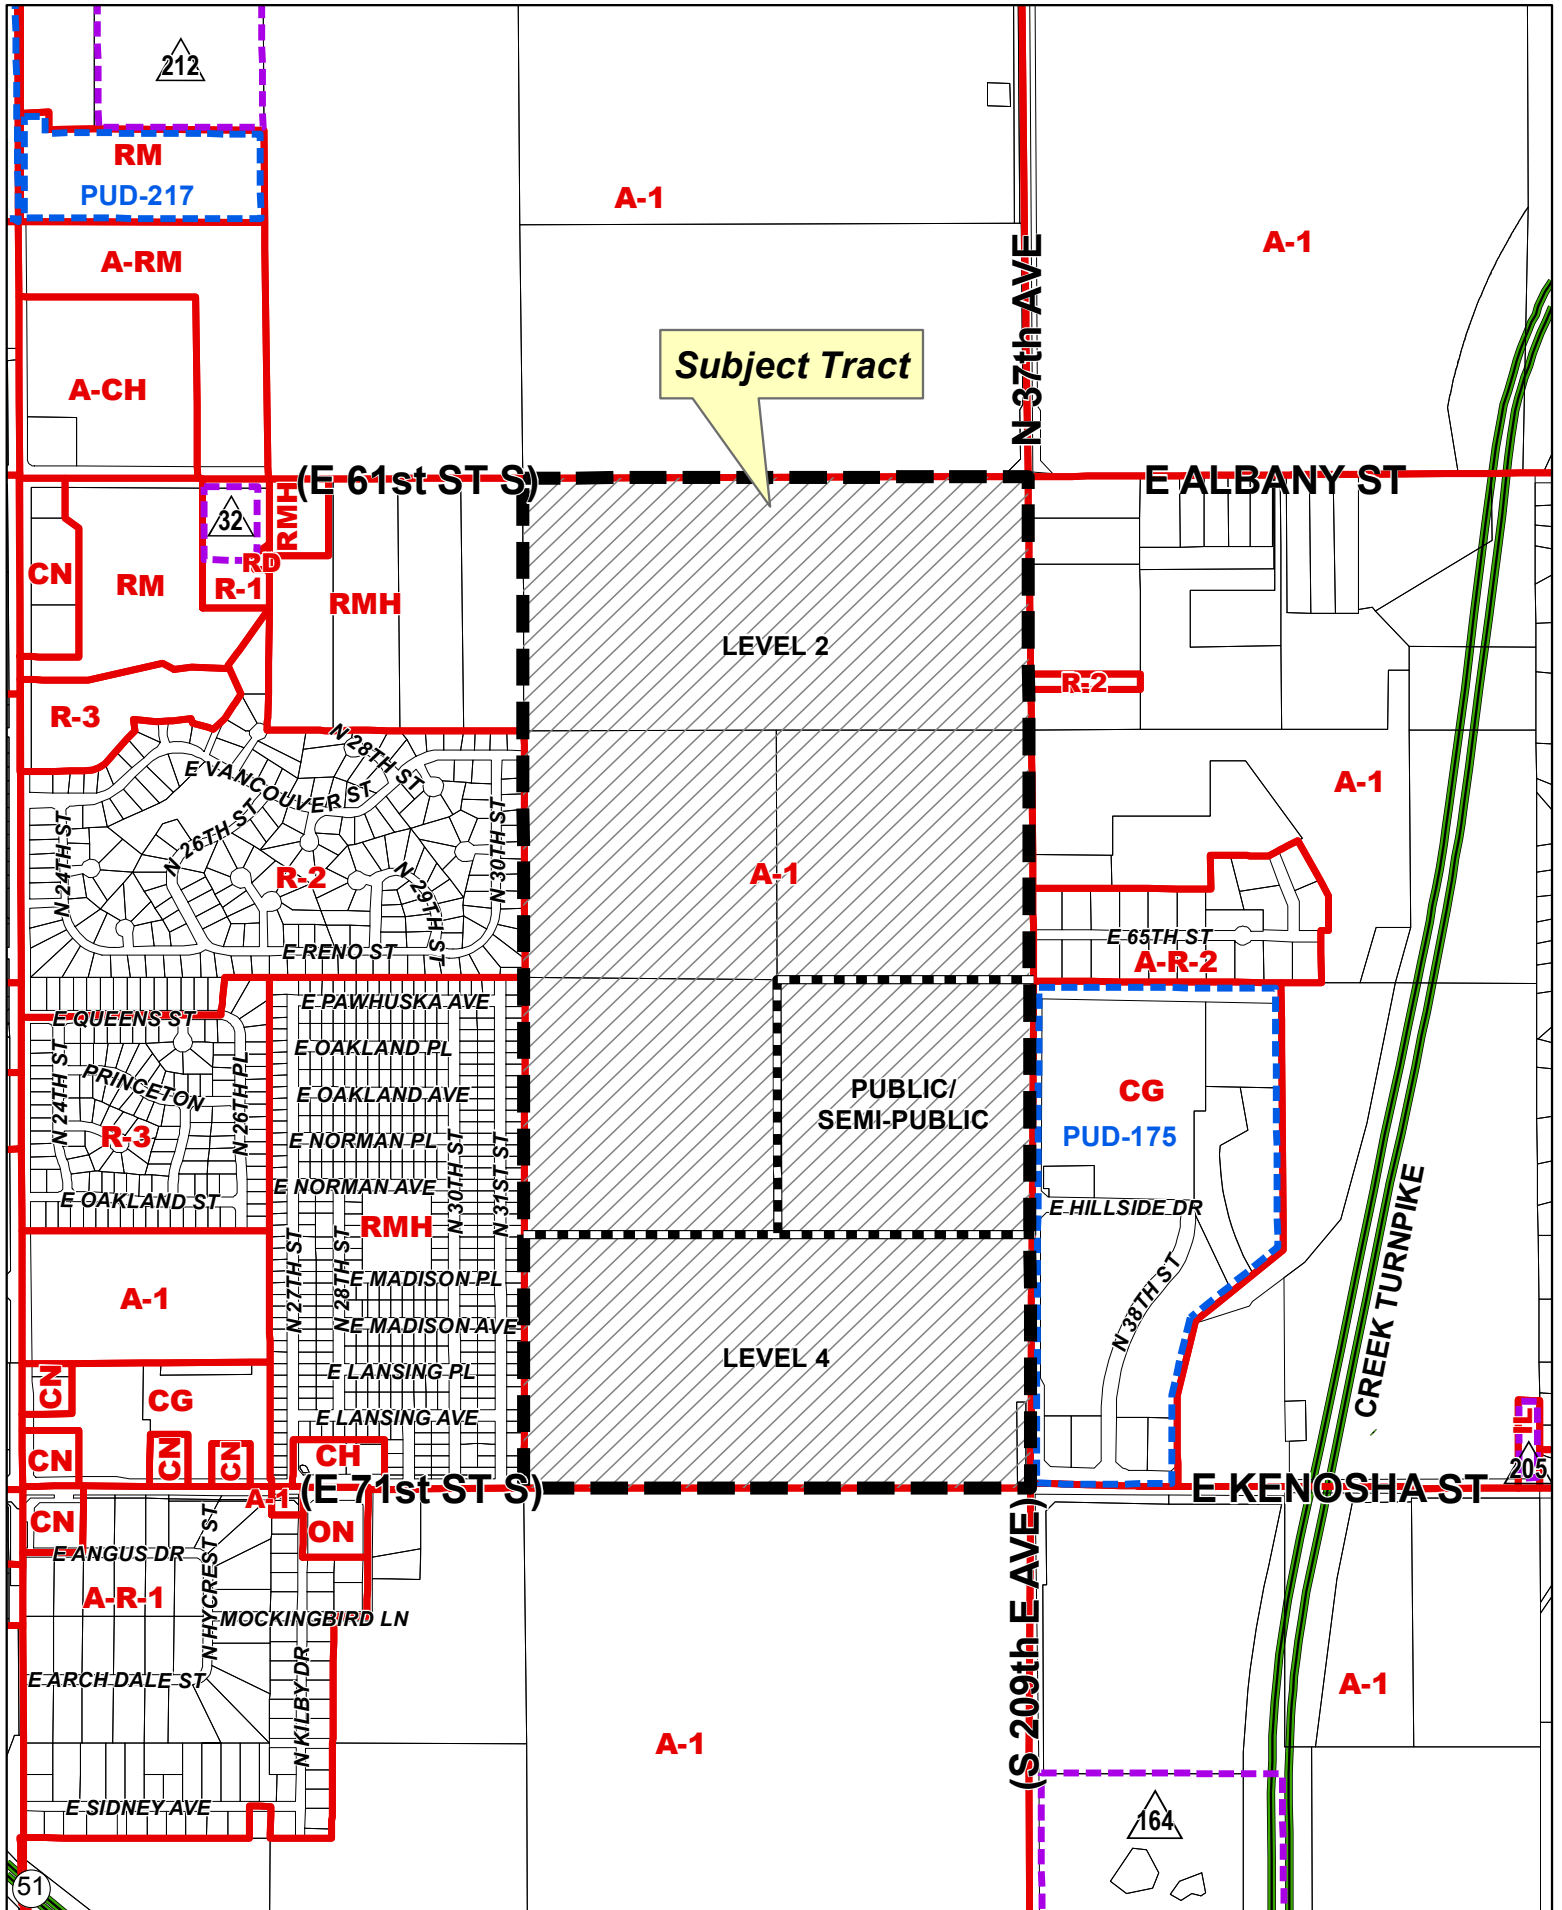 212
RM
PUD-217
A-1
A-1
A-RM
N 37th AVE
Subject Tract
A-CH
(E 61st ST S)
E ALBANY ST
32
RMH
RD
CN
RM
R-1
RMH
LEVEL 2
R-2
R-3
N 28TH ST
E VANCOUVER ST
A-1
N 24TH ST
N 26TH ST
N 30TH ST
R-2
N 29TH ST
A-1
E RENO ST
E 65TH ST
A-R-2
E PAWHUSKA AVE
E QUEENS ST
E OAKLAND PL
N 24TH ST
PRINCETON
N 26TH PL
E OAKLAND AVE
PUBLIC/
SEMI-PUBLIC
CG
PUD-175
R-3
E NORMAN PL
N 30TH ST
N 31ST ST
E NORMAN AVE
E OAKLAND ST
E HILLSIDE DR
RMH
N 27TH ST
N 28TH ST
E MADISON PL
A-1
N 38TH ST
CREEK TURNPIKE
E MADISON AVE
LEVEL 4
E LANSING PL
CN
CG
E LANSING AVE
IL
CN
CN
CN
CH
205
(E 71st ST S)
E KENOSHA ST
A-1
CN
ON
E ANGUS DR
N HYCREST ST
A-R-1
MOCKINGBIRD LN
(S 209th E AVE)
E ARCH DALE ST
N KILBY DR
A-1
A-1
E SIDNEY AVE
164
51